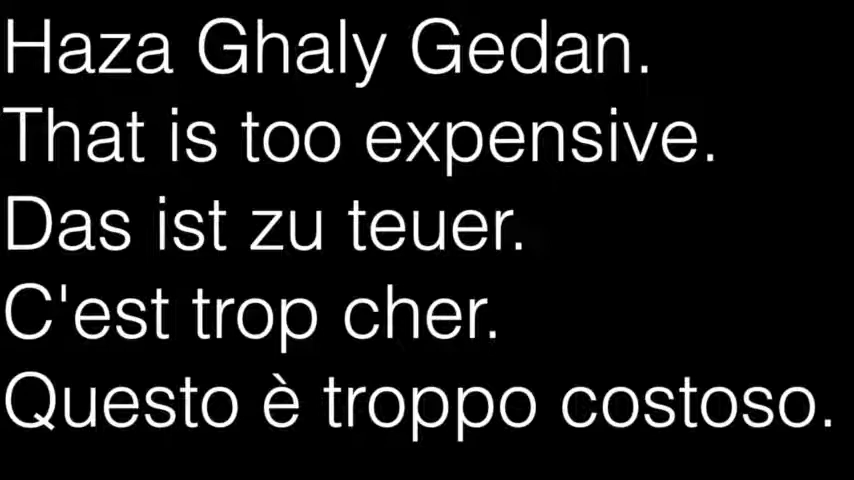 Haza Ghaly Gedan.
That is too expensive.
Das ist zu teuer.
C'est trop cher.
Questo è troppo costoso.